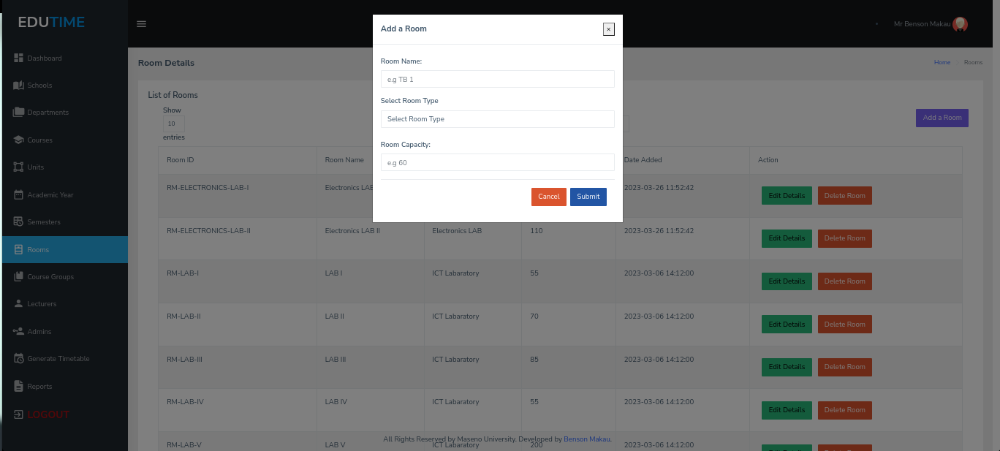 EDUTIME
Dashboard
Schools
Departments
Courses
Units
Academic Year
Semesters
Rooms
Course Groups
Lecturers
Admins
Generate Timetable
Reports
LOGOUT
Mr Benson Makau
Room Details
Home Rooms
List of Rooms
Show
10
entries
Add a Room
Add a Room
×
Room Name:
e.g TB 1
Select Room Type
Select Room Type
Room Capacity:
e.g 60
Cancel Submit
Room ID Room Name Date Added Action
RM-ELECTRONICS-LAB-I Electronics LAB 2023-03-26 11:52:42 Edit Details Delete Room
RM-ELECTRONICS-LAB-II Electronics LAB II Electronics LAB 110 2023-03-26 11:52:42 Edit Details Delete Room
RM-LAB-I LAB I ICT Labaratory 55 2023-03-06 14:12:00 Edit Details Delete Room
RM-LAB-II LAB II ICT Labaratory 70 2023-03-06 14:12:00 Edit Details Delete Room
RM-LAB-III LAB III ICT Labaratory 85 2023-03-06 14:12:00 Edit Details Delete Room
RM-LAB-IV LAB IV ICT Labaratory 55 2023-03-06 14:12:00 Edit Details Delete Room
RM-LAB-V LAB V ICT Labaratory 200 2023-03-06 14:12:00 Edit Details Delete Room
All Rights Reserved by Maseno University. Developed by Benson Makau.